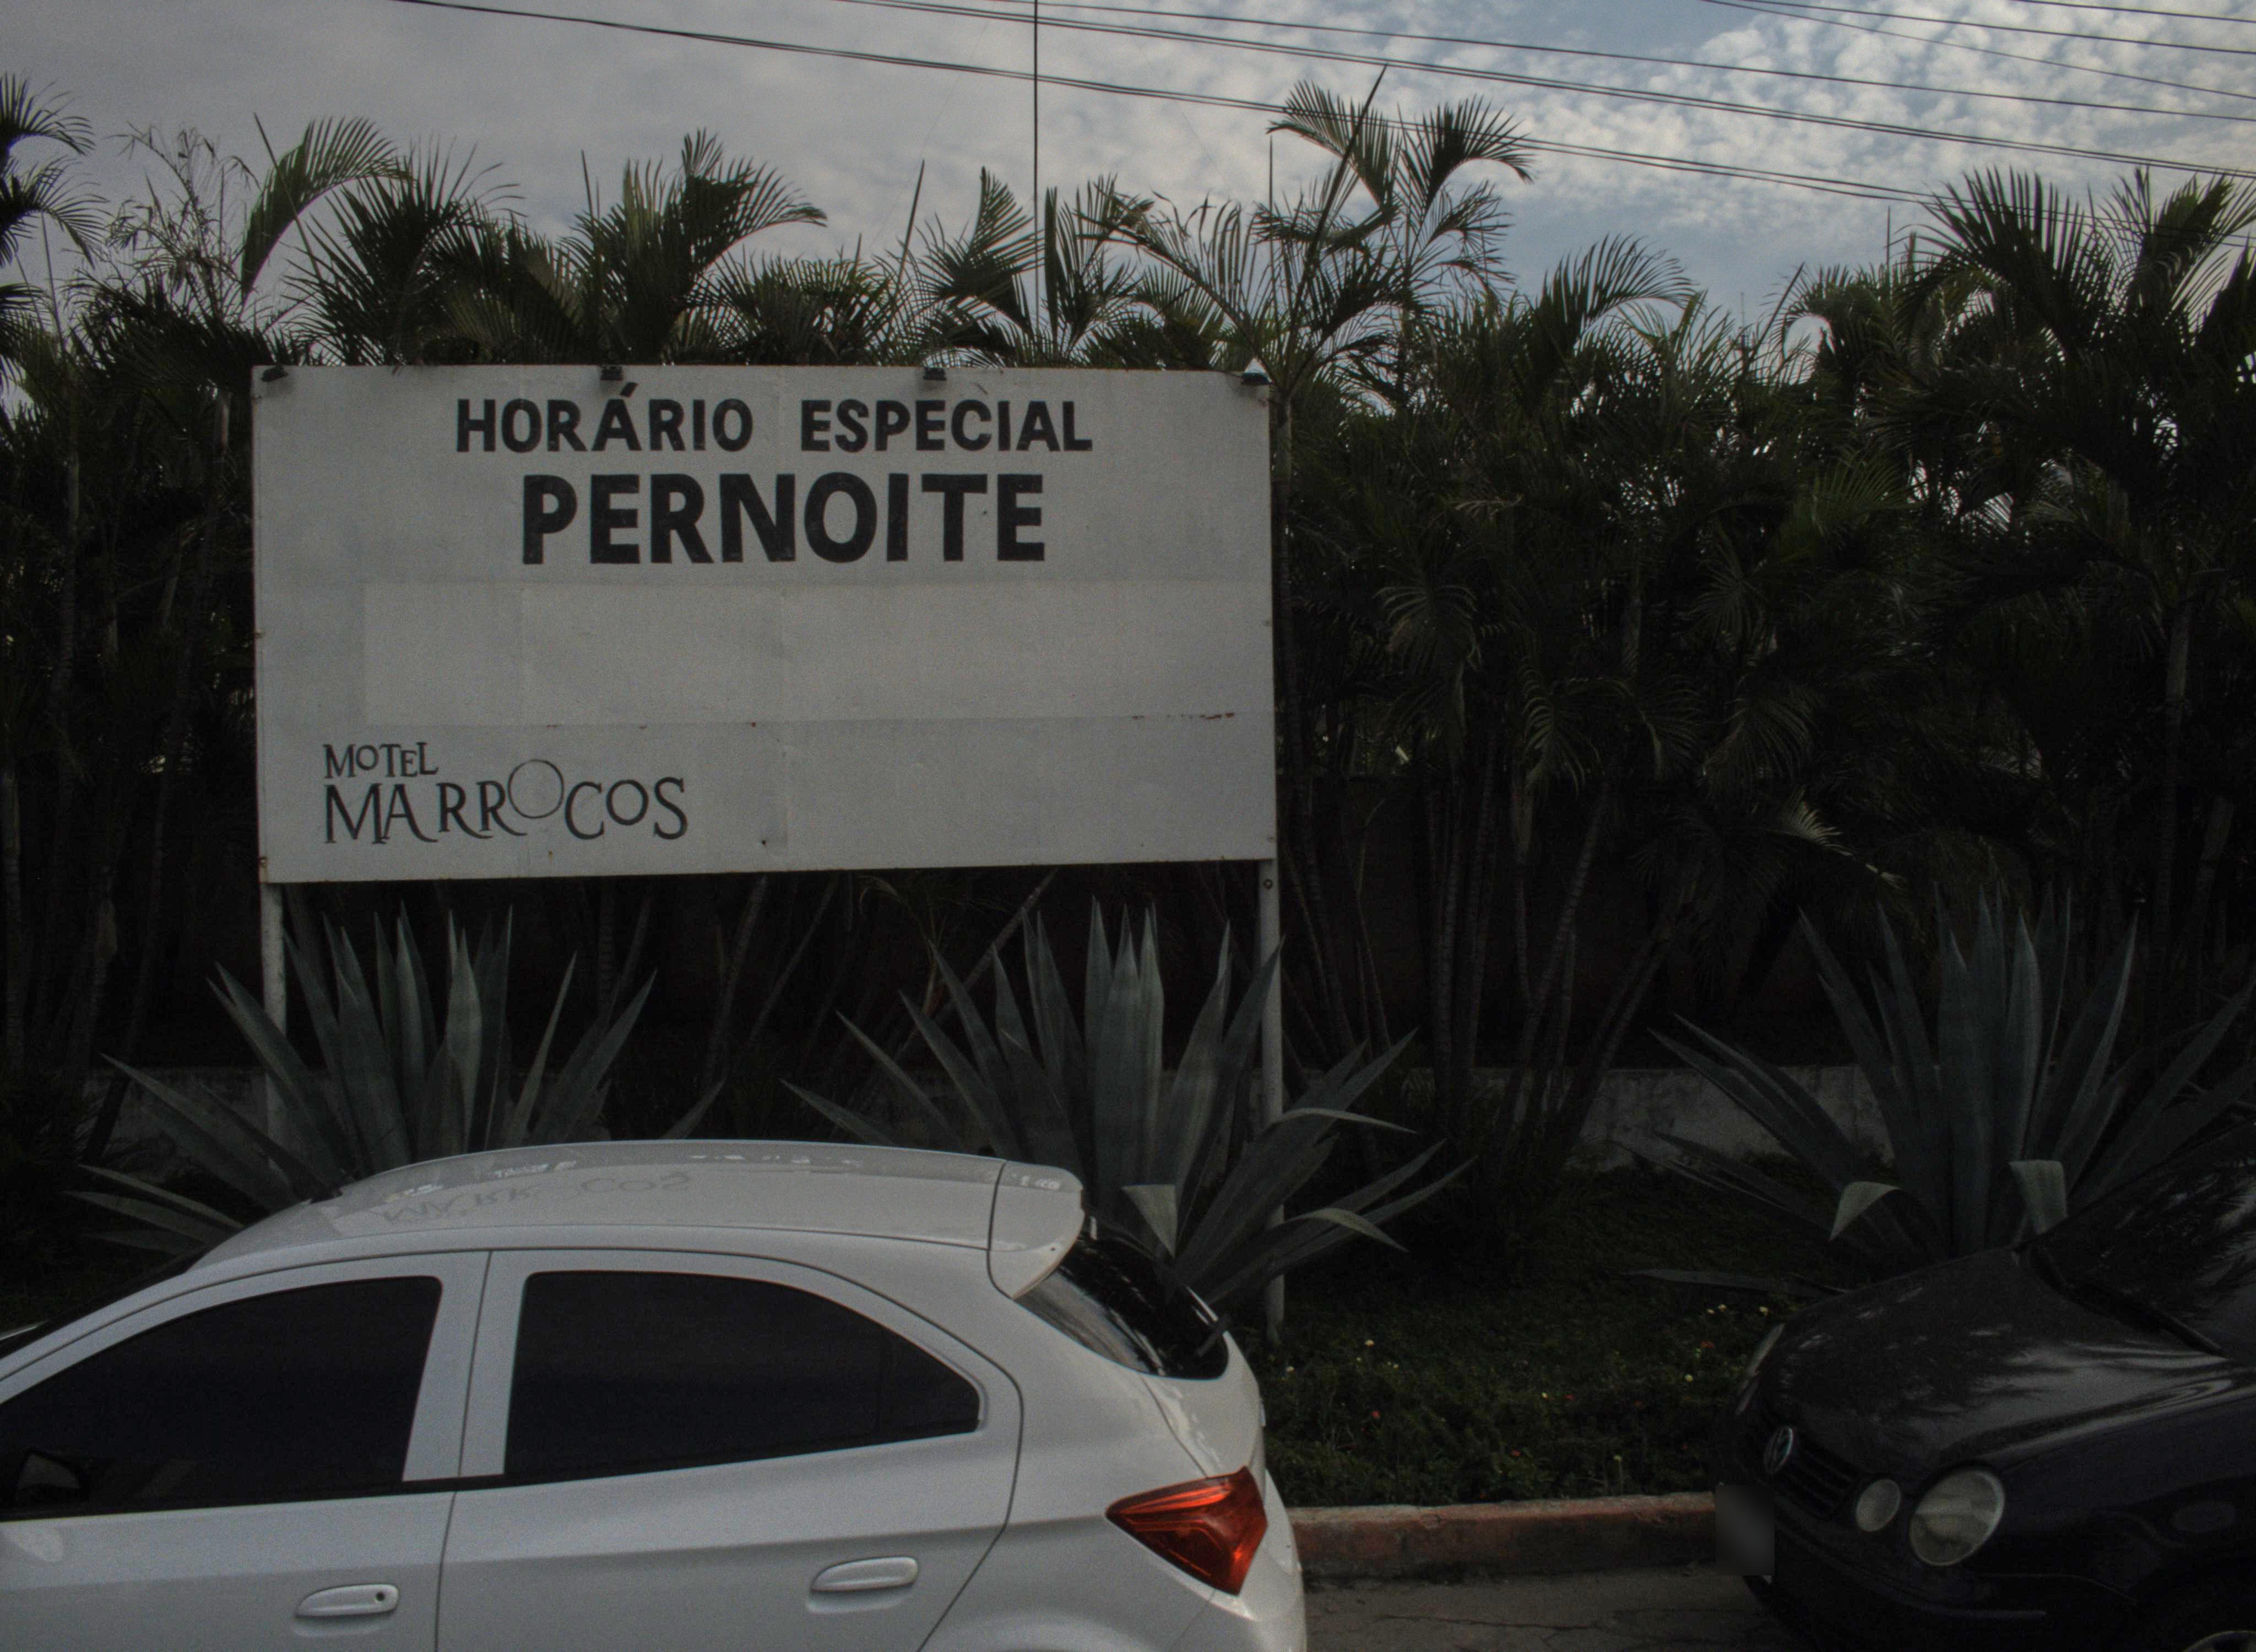 HORÁRIO ESPECIAL
PERNOITE
MOTEL
MARROCOS